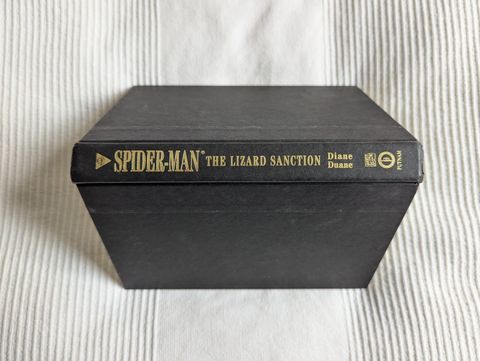 SPIDER-MAN® THE LIZARD SANCTION
Diane
Duane
PUTNAM